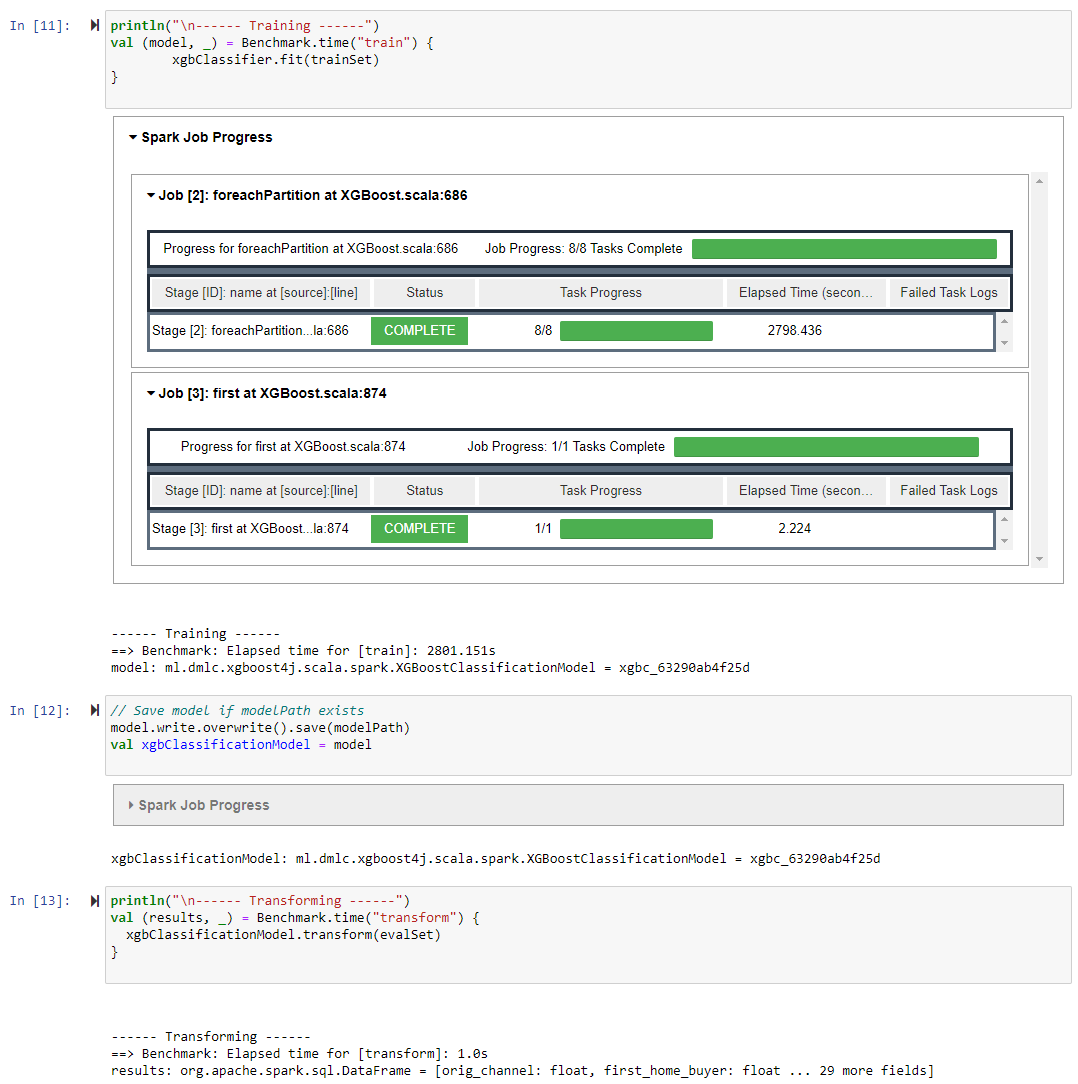 In [11]:
println("\n------ Training ------")
val (model, _) = Benchmark.time("train") {
        xgbClassifier.fit(trainSet)
}
Spark Job Progress
Job [2]: foreachPartition at XGBoost.scala:686
Progress for foreachPartition at XGBoost.scala:686 Job Progress: 8/8 Tasks Complete
Stage [ID]: name at [source]:[line] Status Task Progress Elapsed Time (secon... Failed Task Logs
Stage [2]: foreachPartition...la:686 COMPLETE 8/8 2798.436
Job [3]: first at XGBoost.scala:874
Progress for first at XGBoost.scala:874 Job Progress: 1/1 Tasks Complete
Stage [ID]: name at [source]:[line] Status Task Progress Elapsed Time (secon... Failed Task Logs
Stage [3]: first at XGBoost...la:874 COMPLETE 1/1 2.224
------ Training ------
==> Benchmark: Elapsed time for [train]: 2801.151s
model: ml.dmlc.xgboost4j.scala.spark.XGBoostClassificationModel = xgbc_63290ab4f25d
In [12]:
// Save model if modelPath exists
model.write.overwrite().save(modelPath)
val xgbClassificationModel = model
Spark Job Progress
xgbClassificationModel: ml.dmlc.xgboost4j.scala.spark.XGBoostClassificationModel = xgbc_63290ab4f25d
In [13]:
println("\n------ Transforming ------")
val (results, _) = Benchmark.time("transform") {
  xgbClassificationModel.transform(evalSet)
}
------ Transforming ------
==> Benchmark: Elapsed time for [transform]: 1.0s
results: org.apache.spark.sql.DataFrame = [orig_channel: float, first_home_buyer: float ... 29 more fields]